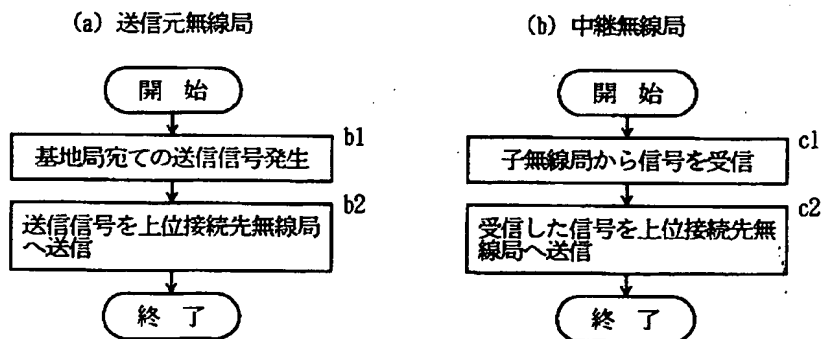 (a) 送信元無線局
開 始
b1
基地局宛ての送信信号発生
b2
送信信号を上位接続先無線局
へ送信
終 了
(b) 中継無線局
開 始
c1
子無線局から信号を受信
c2
受信した信号を上位接続先無
線局へ送信
終 了